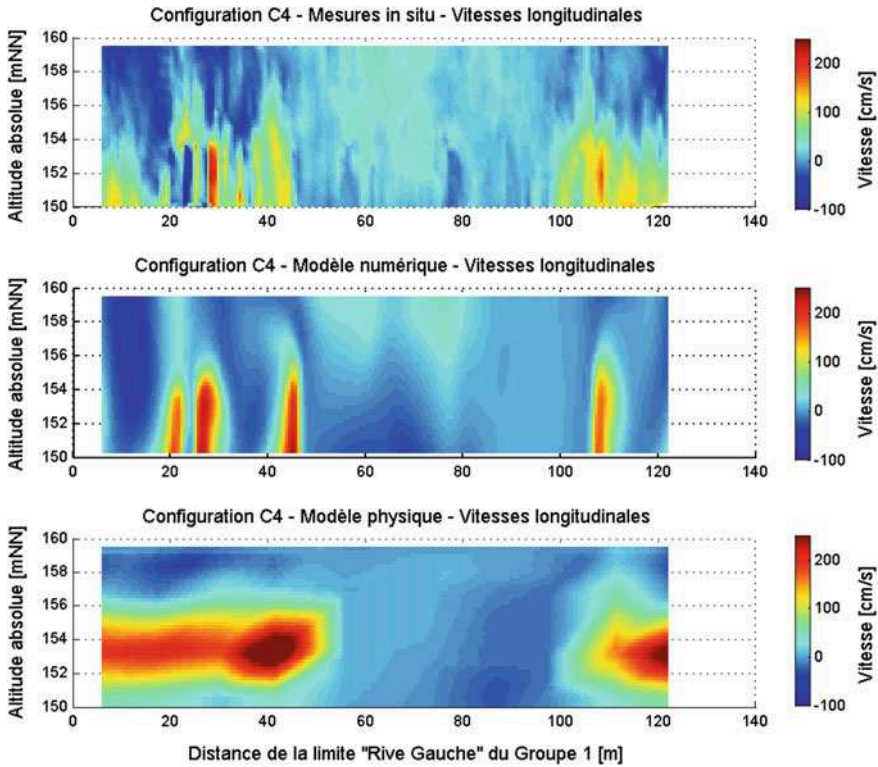 Configuration C4 - Mesures in situ - Vitesses longitudinales
Altitude absolue [mNN]
160
158
156
154
152
150
0 20 40 60 80 100 120 140
200
100
0
-100
Vitesse [cm/s]
Configuration C4 - Modèle numérique - Vitesses longitudinales
Altitude absolue [mNN]
160
158
156
154
152
150
0 20 40 60 80 100 120 140
200
100
0
-100
Vitesse [cm/s]
Configuration C4 - Modèle physique - Vitesses longitudinales
Altitude absolue [mNN]
160
158
156
154
152
150
0 20 40 60 80 100 120 140
200
100
0
-100
Vitesse [cm/s]
Distance de la limite "Rive Gauche" du Groupe 1 [m]